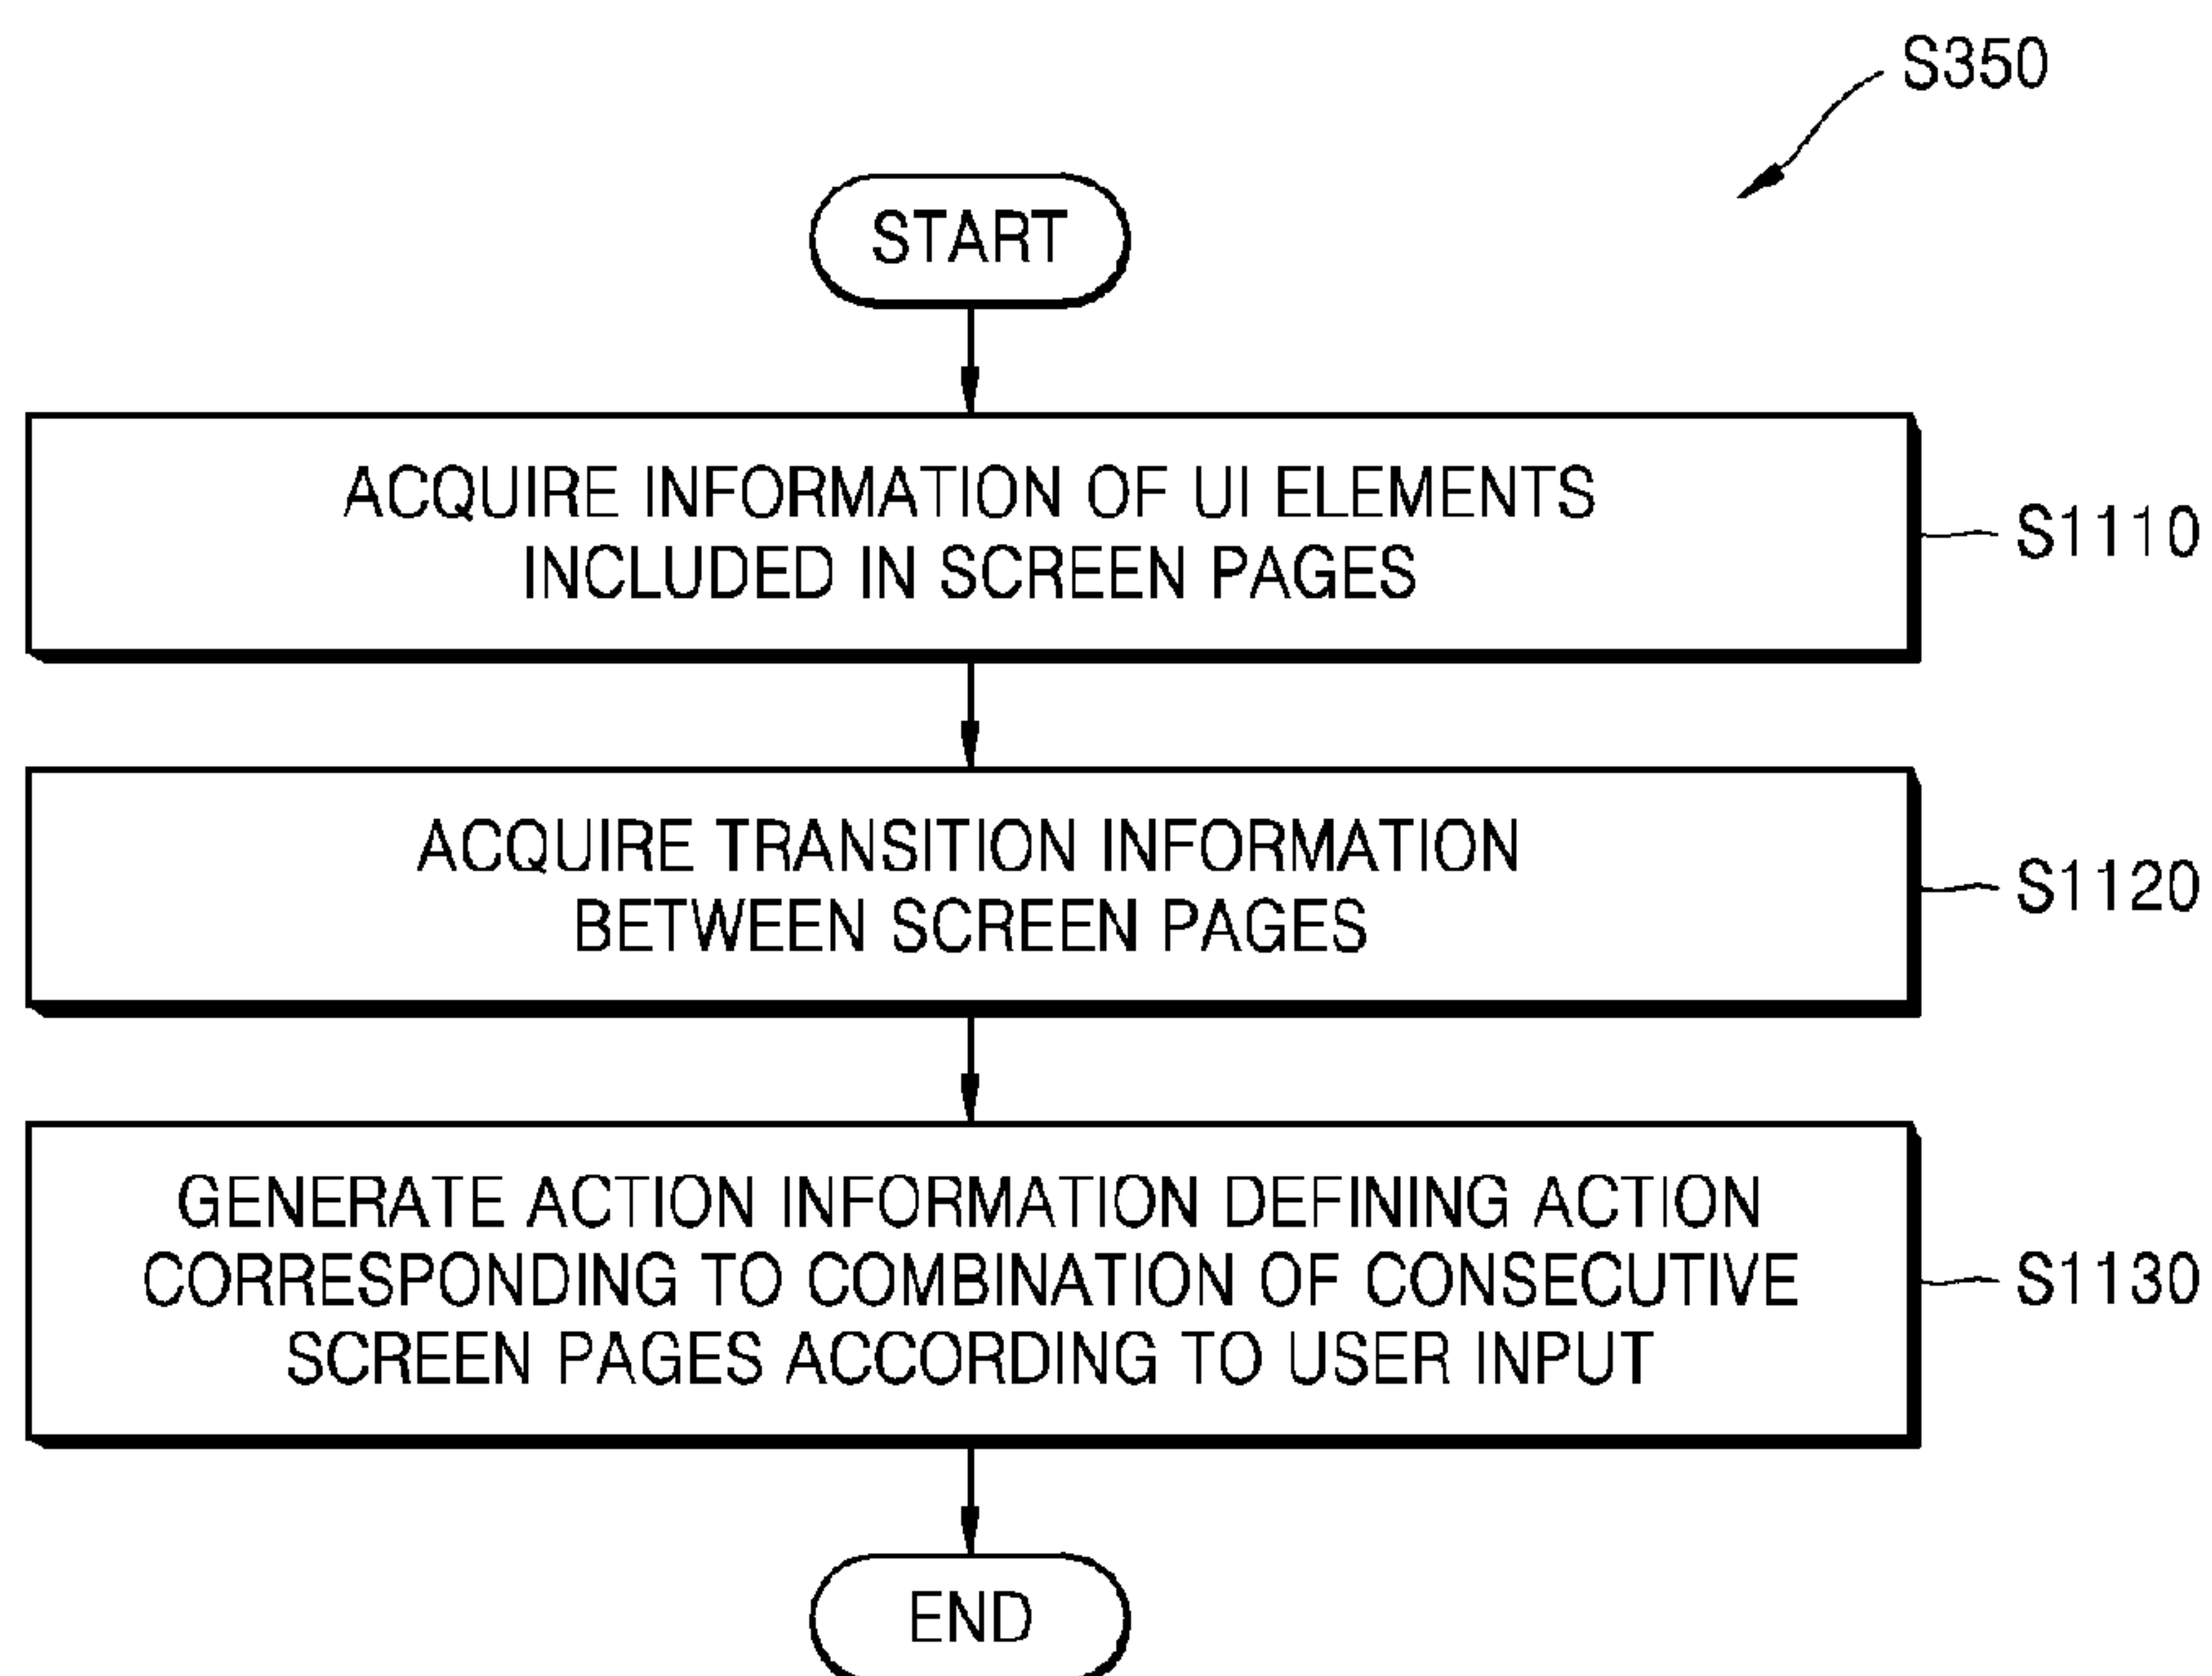 S350
START
ACQUIRE INFORMATION OF UI ELEMENTS
INCLUDED IN SCREEN PAGES
S1110
ACQUIRE TRANSITION INFORMATION
BETWEEN SCREEN PAGES
S1120
GENERATE ACTION INFORMATION DEFINING ACTION
CORRESPONDING TO COMBINATION OF CONSECUTIVE
SCREEN PAGES ACCORDING TO USER INPUT
S1130
END